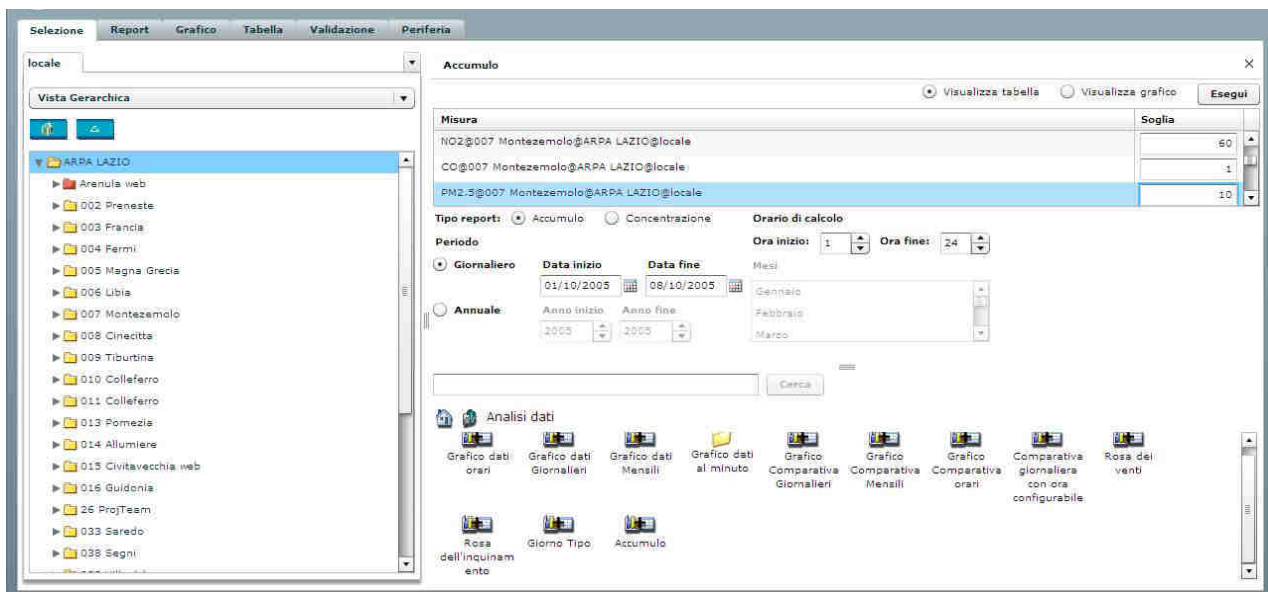 Selezione Report Grafico Tabella Validazione Periferia
locale
Vista Gerarchica
ARPA LAZIO
Arenula web
002 Preneste
003 Francia
004 Fermi
005 Magna Grecia
006 Libia
007 Montezemolo
008 Cinecitta
009 Tiburtina
010 Colleferro
011 Colleferro
013 Pomezia
014 Allumiere
015 Civitavecchia web
016 Guidonia
26 ProjTeam
033 Saredo
038 Segni
Accumulo
Visualizza tabella Visualizza grafico Esegui
Misura Soglia
NO2@007 Montezemolo@ARPA LAZIO@locale 60
CO@007 Montezemolo@ARPA LAZIO@locale 1
PM2.5@007 Montezemolo@ARPA LAZIO@locale 10
Tipo report: Accumulo Concentrazione Orario di calcolo
Periodo Ora inizio: 1 Ora fine: 24
Giornaliero Data inizio Data fine Mesi
01/10/2005 08/10/2005 Gennaio
Annuale Anno inizio Anno fine Febbraio
2005 2005 Marzo
Cerca
Analisi dati
Grafico dati orari
Grafico dati Giornalieri
Grafico dati Mensili
Grafico dati al minuto
Grafico Comparativa Giornalieri
Grafico Comparativa Mensili
Grafico Comparativa orari
Comparativa giornaliera con ora configurabile
Rosa dei venti
Rosa dell'inquinam ento
Giorno Tipo
Accumulo